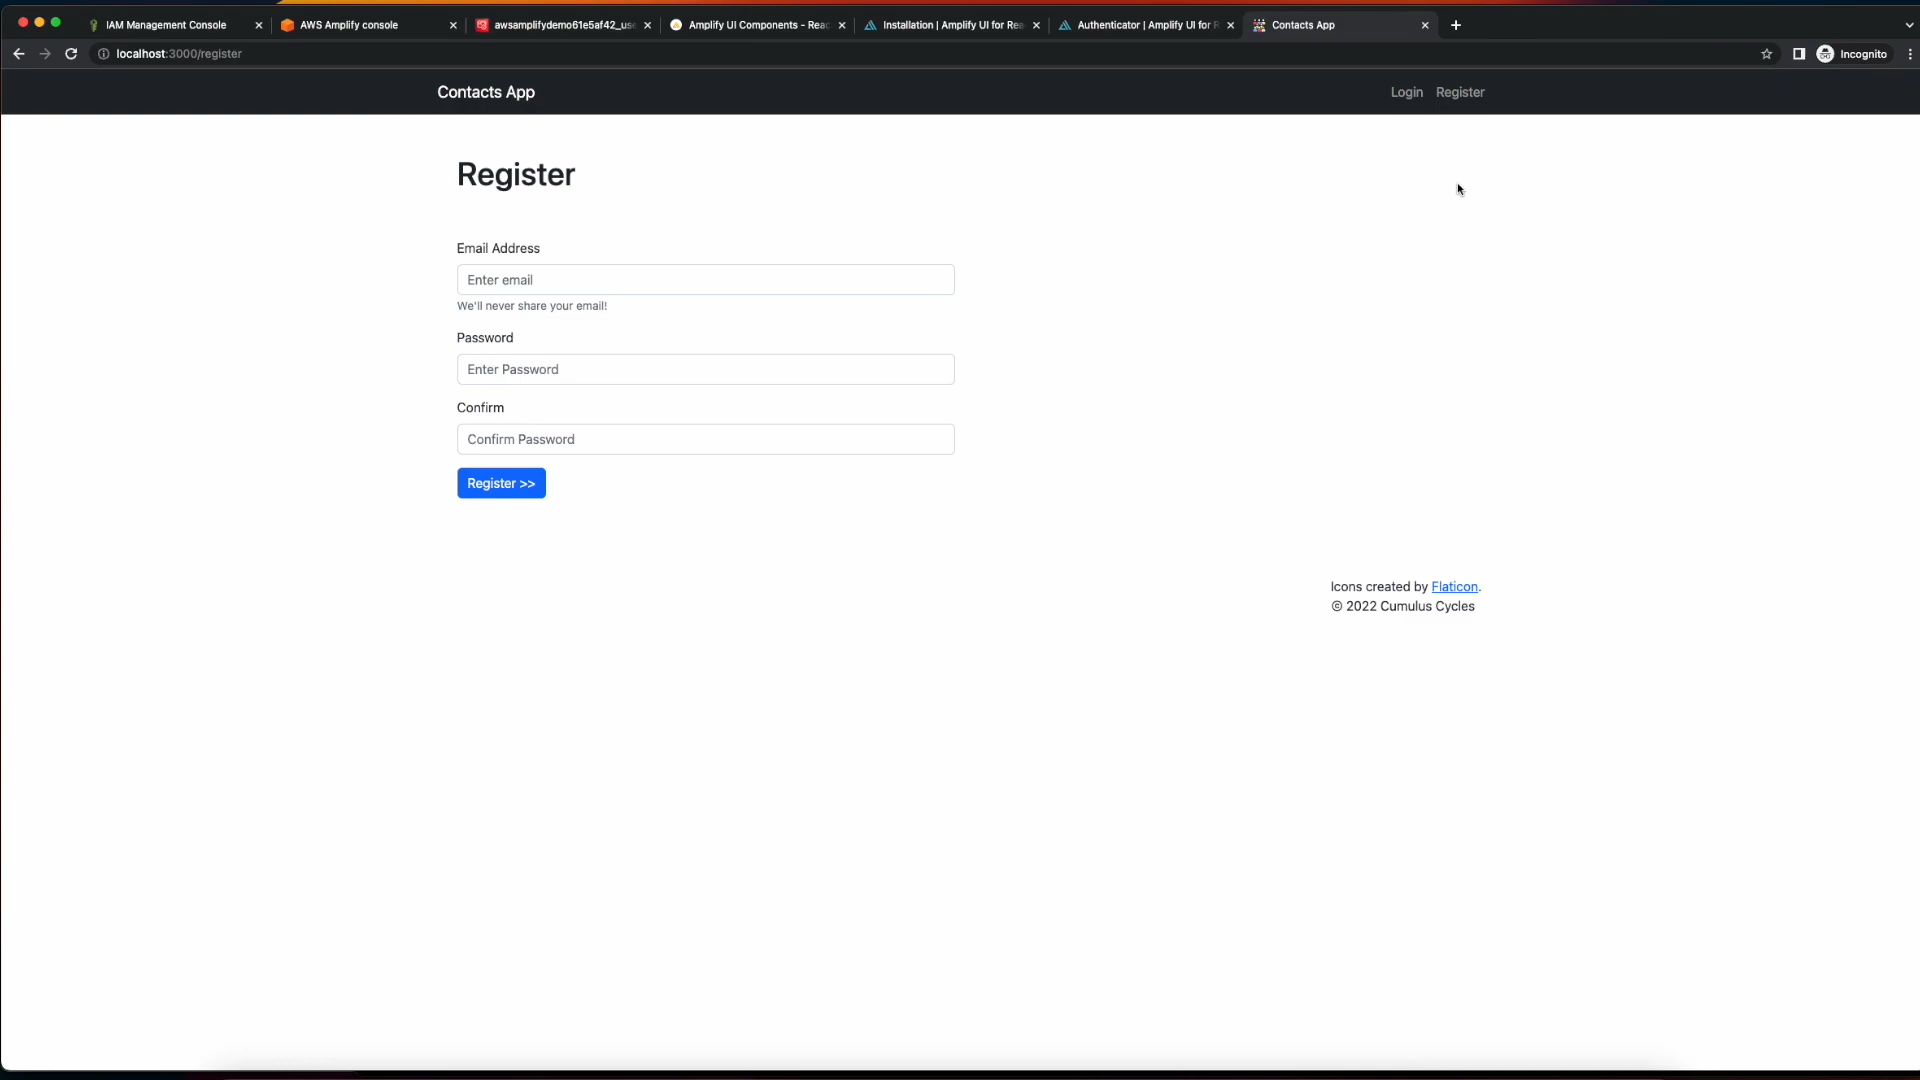 IAM Management Console
AWS Amplify console
awsamplifydemo61e5af42_use
Amplify UI Components - Reac
Installation | Amplify UI for Rea
Authenticator | Amplify UI for R
Contacts App
localhost:3000/register
Incognito
Contacts App
Login
Register
Register
Email Address
Enter email
We'll never share your email!
Password
Enter Password
Confirm
Confirm Password
Register >>
Icons created by Flaticon.
© 2022 Cumulus Cycles